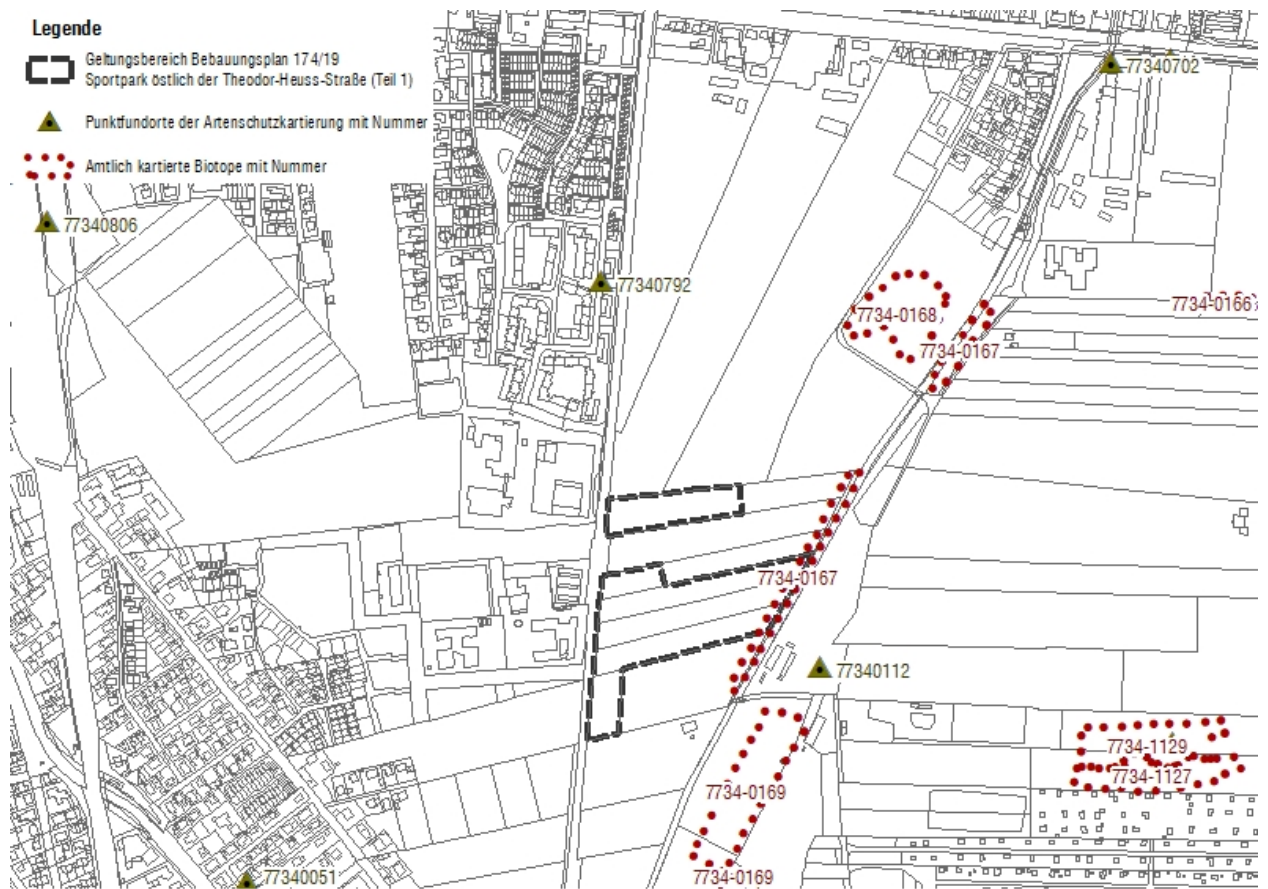 Legende
Geltungsbereich Bebauungsplan 174/19
Sportpark östlich der Theodor-Heuss-Straße (Teil 1)
Punktfundorte der Artenschutzkartierung mit Nummer
Amtlich kartierte Biotope mit Nummer
77340702
77340806
77340792
7734-0166
7734-0168
7734-0167
7734-0167
77340112
7734-1129
7734-1127
7734-0169
77340051
7734-0169